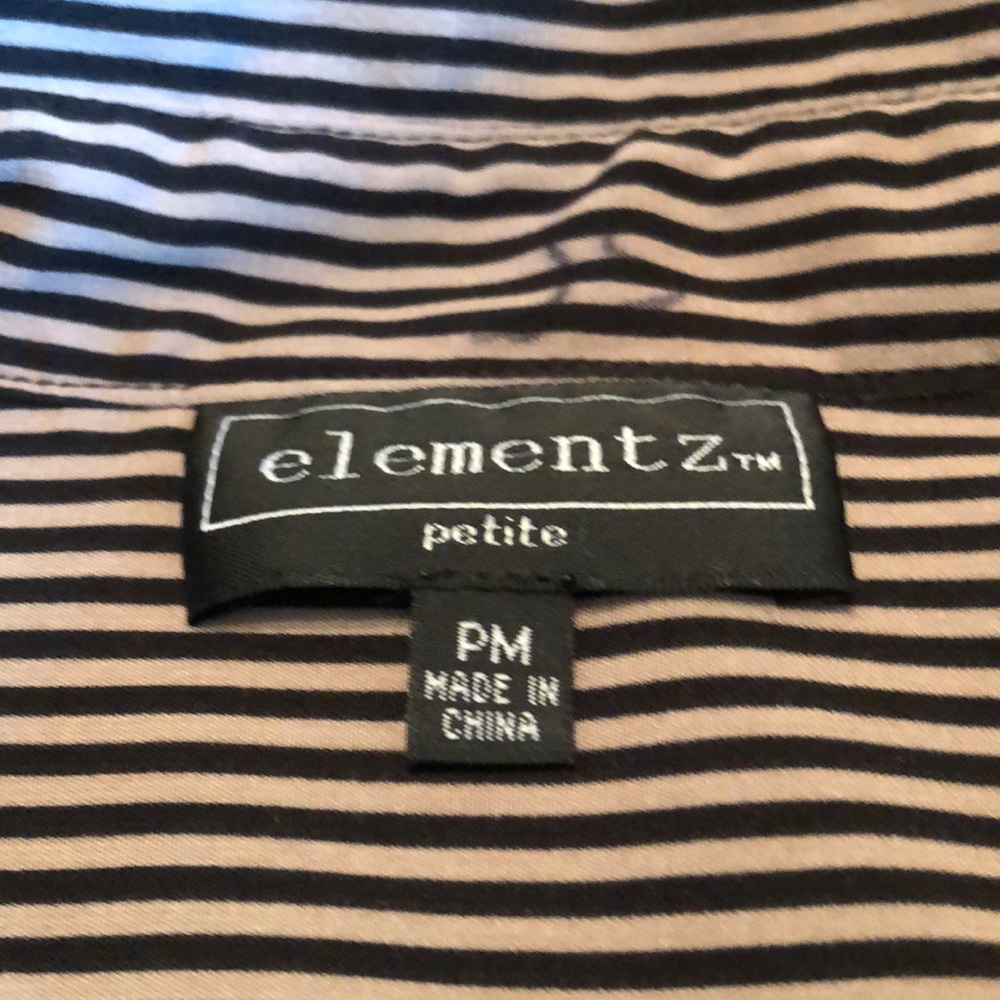 elementz™
petite
PM
MADE IN
CHINA